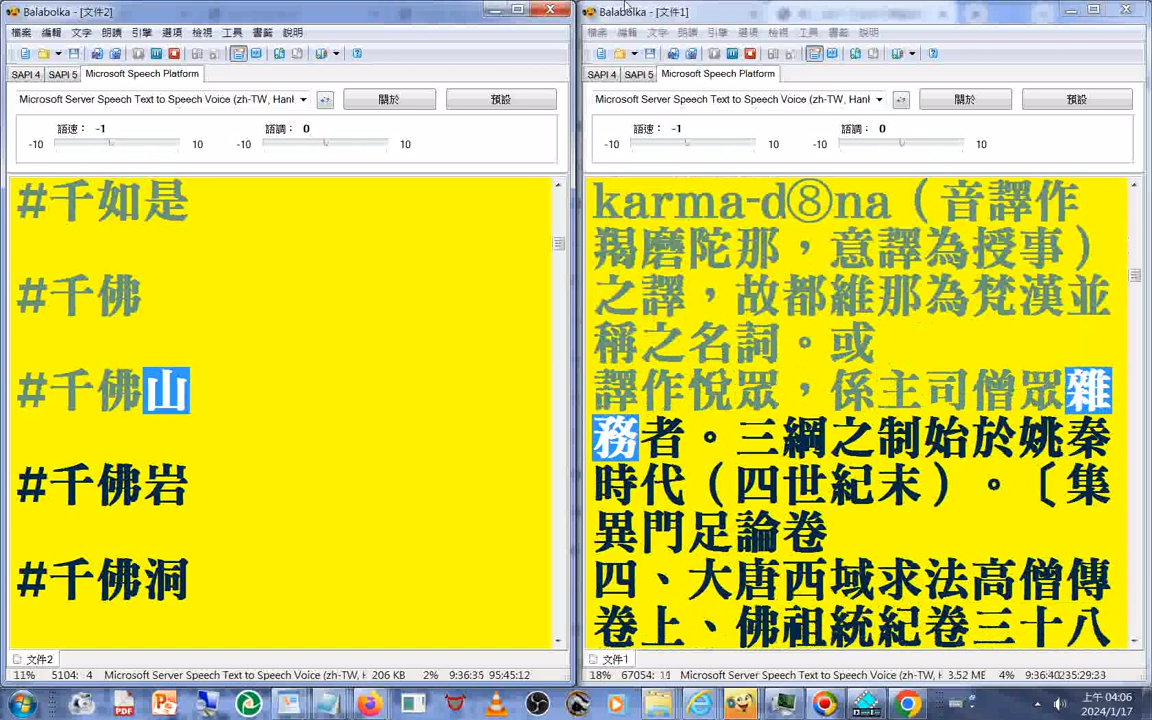 Balabolka - [文件2]
檔案 編輯 文字 朗讀 引擎 選項 檢視 工具 書籤 說明
SAPI 4 SAPI 5 Microsoft Speech Platform
Microsoft Server Speech Text to Speech Voice (zh-TW, Hanl
關於 預設
語速： -1 語調： 0
-10 10 -10 10
#千如是
#千佛
#千佛山
#千佛岩
#千佛洞
文件2
11% 5104: 4 Microsoft Server Speech Text to Speech Voice (zh-TW, 206 KB 2% 9:36:35 95:45:12
Balabolka - [文件1]
檔案 編輯 文字 朗讀 引擎 選項 檢視 工具 書籤 說明
SAPI 4 SAPI 5 Microsoft Speech Platform
Microsoft Server Speech Text to Speech Voice (zh-TW, Hanl
關於 預設
語速： -1 語調： 0
-10 10 -10 10
karma-d⑧na（音譯作
羯磨陀那，意譯為授事）
之譯，故都維那為梵漢並
稱之名詞。或
譯作悅眾，係主司僧眾雜
務者。三綱之制始於姚秦
時代（四世紀末）。〔集
異門足論卷
四、大唐西域求法高僧傳
卷上、佛祖統紀卷三十八
文件1
18% 67054: 11 Microsoft Server Speech Text to Speech Voice (zh-TW, 3.52 ME 4% 9:36:40 235:29:33
上午 04:06
2024/1/17